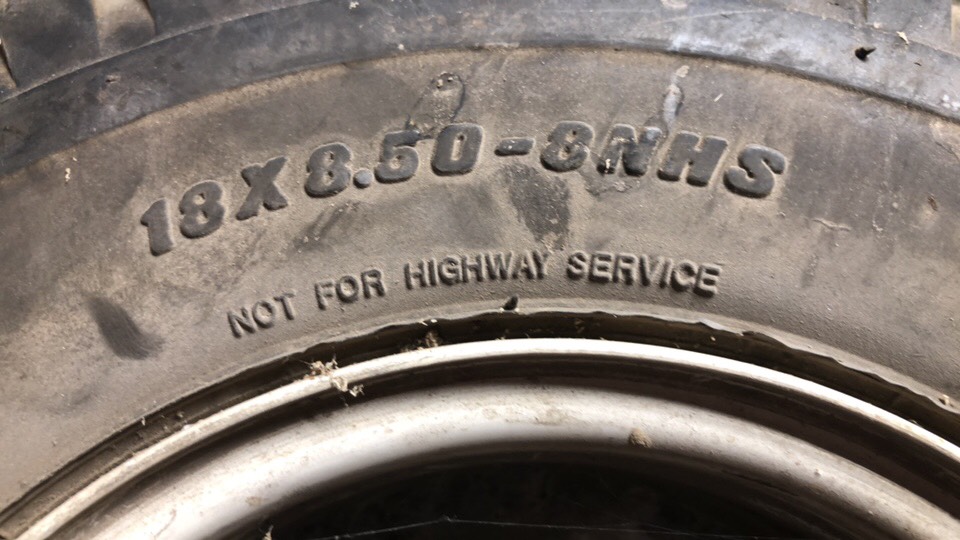 18X8.50-8NHS
NOT FOR HIGHWAY SERVICE